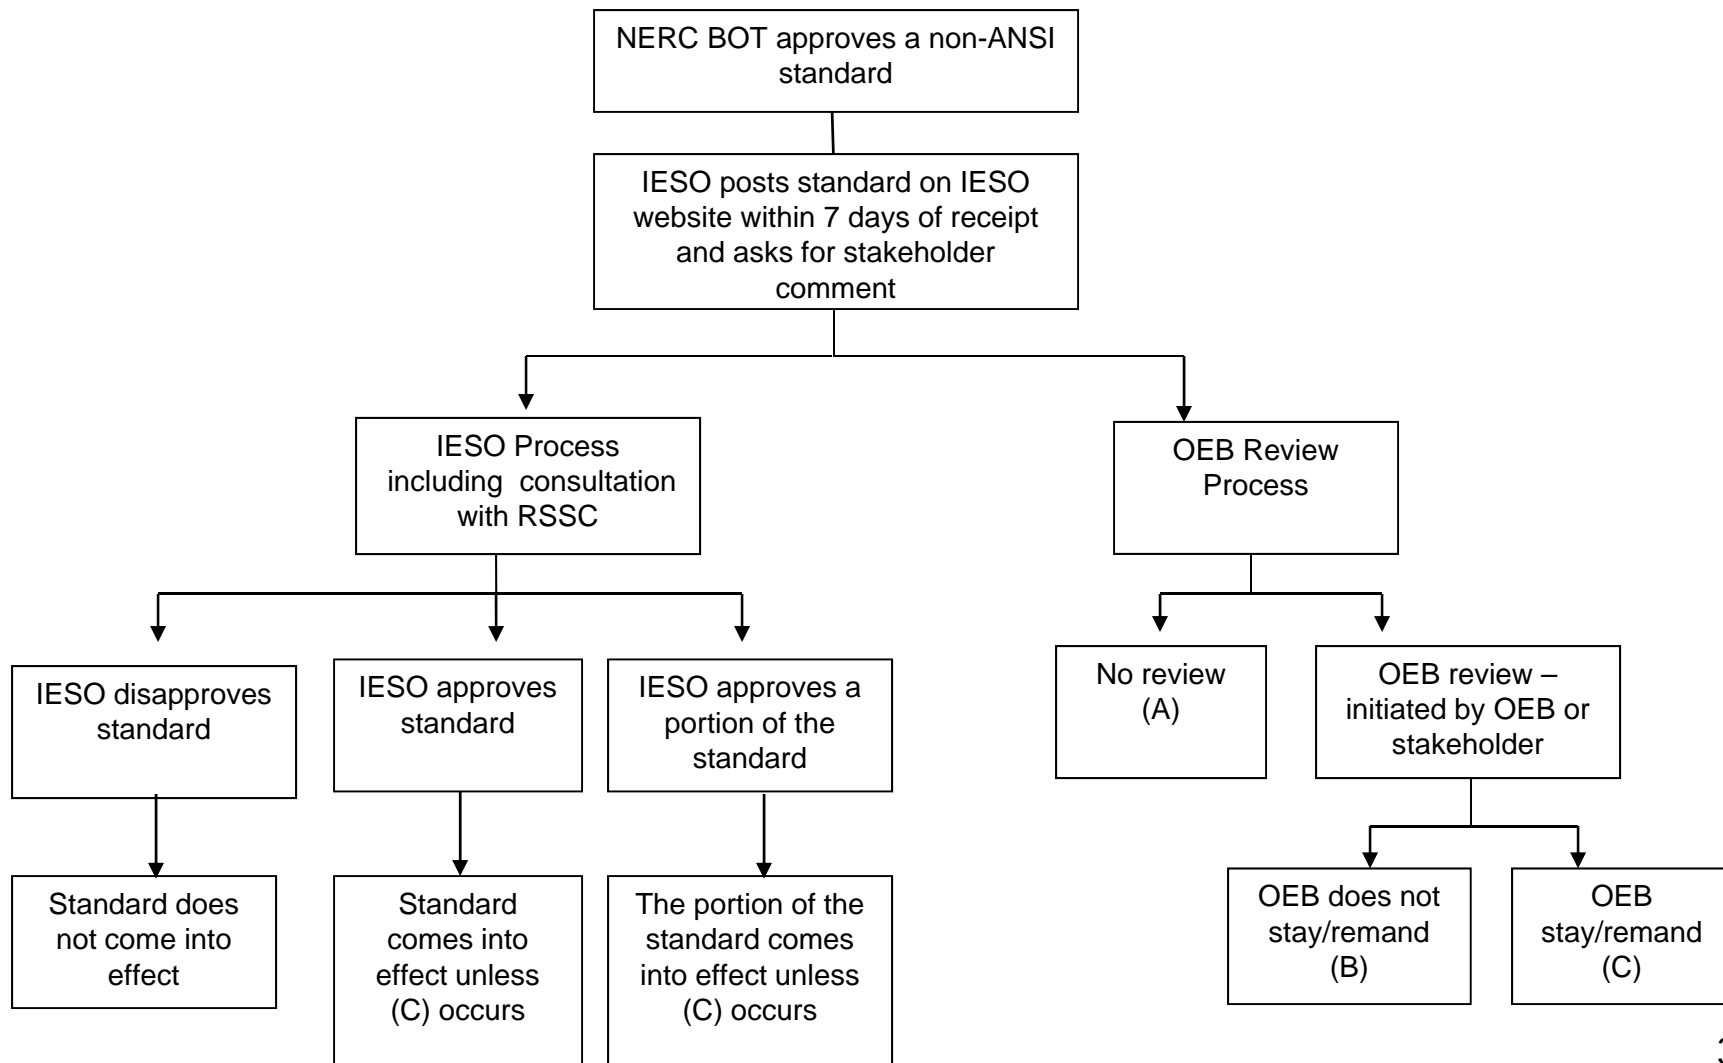 NERC BOT approves a non-ANSI
standard
IESO posts standard on IESO
website within 7 days of receipt
and asks for stakeholder
comment
IESO Process
including consultation
with RSSC
OEB Review
Process
IESO disapproves
standard
IESO approves
standard
IESO approves a
portion of the
standard
No review
(A)
OEB review –
initiated by OEB or
stakeholder
Standard does
not come into
effect
Standard
comes into
effect unless
(C) occurs
The portion of the
standard comes
into effect unless
(C) occurs
OEB does not
stay/remand
(B)
OEB
stay/remand
(C)